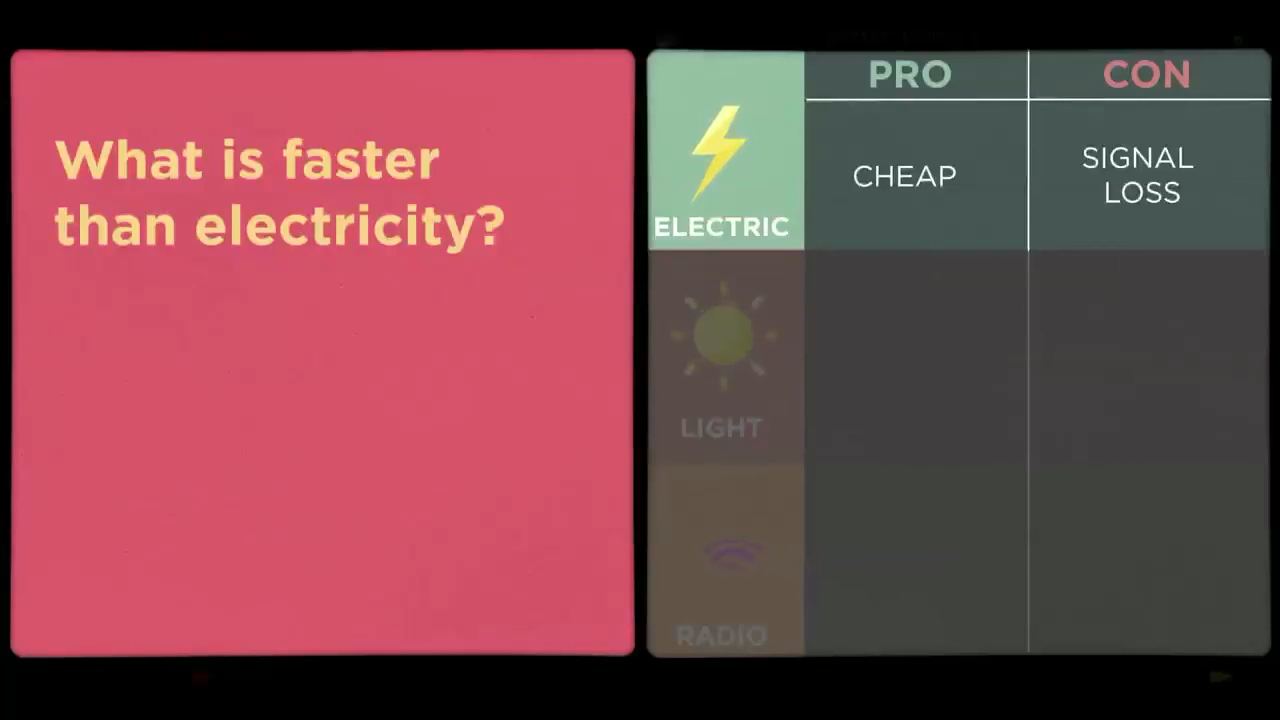 What is faster
than electricity?
PRO
CON
ELECTRIC
CHEAP
SIGNAL
LOSS
LIGHT
RADIO